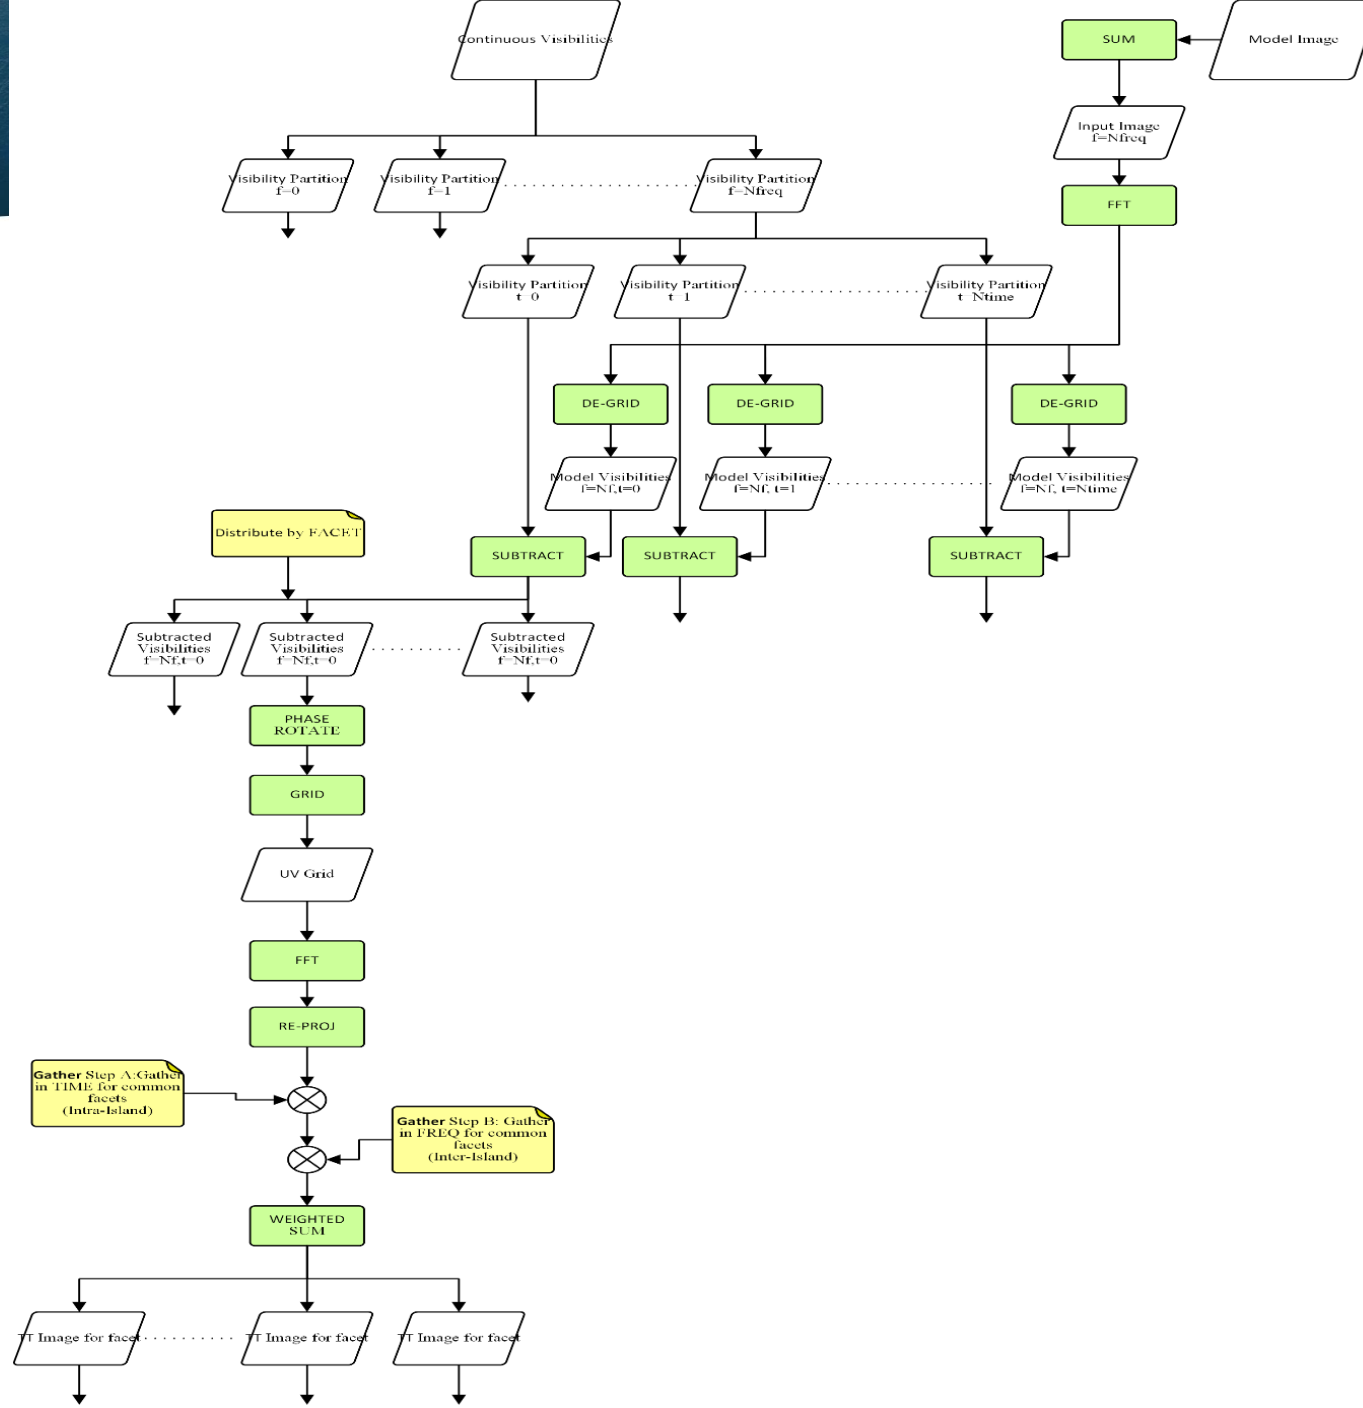 Continuous Visibilities
SUM
Model Image
Input Image
f=Nfreq
Visibility Partition
f=0
Visibility Partition
f=1
Visibility Partition
f=Nfreq
FFT
Visibility Partition
t=0
Visibility Partition
t=1
Visibility Partition
t=Ntime
DE-GRID
DE-GRID
DE-GRID
Model Visibilities
f=Nf,t=0
Model Visibilities
f=Nf, t=1
Model Visibilities
f=Nf, t=Ntime
Distribute by FACET
SUBTRACT
SUBTRACT
SUBTRACT
Subtracted
Visibilities
f=Nf,t=0
Subtracted
Visibilities
f=Nf,t=0
Subtracted
Visibilities
f=Nf,t=0
PHASE
ROTATE
GRID
UV Grid
FFT
RE-PROJ
Gather Step A:Gather
in TIME for common
facets
(Intra-Island)
Gather Step B: Gather
in FREQ for common
facets
(Inter-Island)
WEIGHTED
SUM
TT Image for facet
TT Image for facet
TT Image for facet